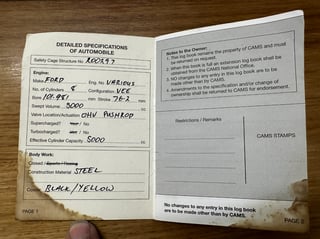 DETAILED SPECIFICATIONS
OF AUTOMOBILE
Safety Cage Structure No.
Engine:
Make FORD Eng. No. VARIOUS
No. of Cylinders 8 Configuration VEE
Bore 101.981 mm Stroke 76.2 mm
Swept Volume 5000 cc
Valve Location/Actuation OHV PUSHROD
Supercharged? Yes / No
Turbocharged? Yes / No
Effective Cylinder Capacity 5000 cc
Body Work:
Closed / Sports / Racing
Construction Material STEEL
BLACK/YELLOW
PAGE 1
Notes to the Owner:
1. The log book remains the property of CAMS and must
be returned on request.
2. When this book is full an extension log book must be
obtained from the CAMS National Office.
3. NO changes to any entry in this log book are to be
made other than by CAMS.
4. Amendments to the specification and/or change of
ownership shall be returned to CAMS for endorsement.
Restrictions / Remarks
CAMS STAMPS
No changes to any entry in this log book
are to be made other than by CAMS.
PAGE